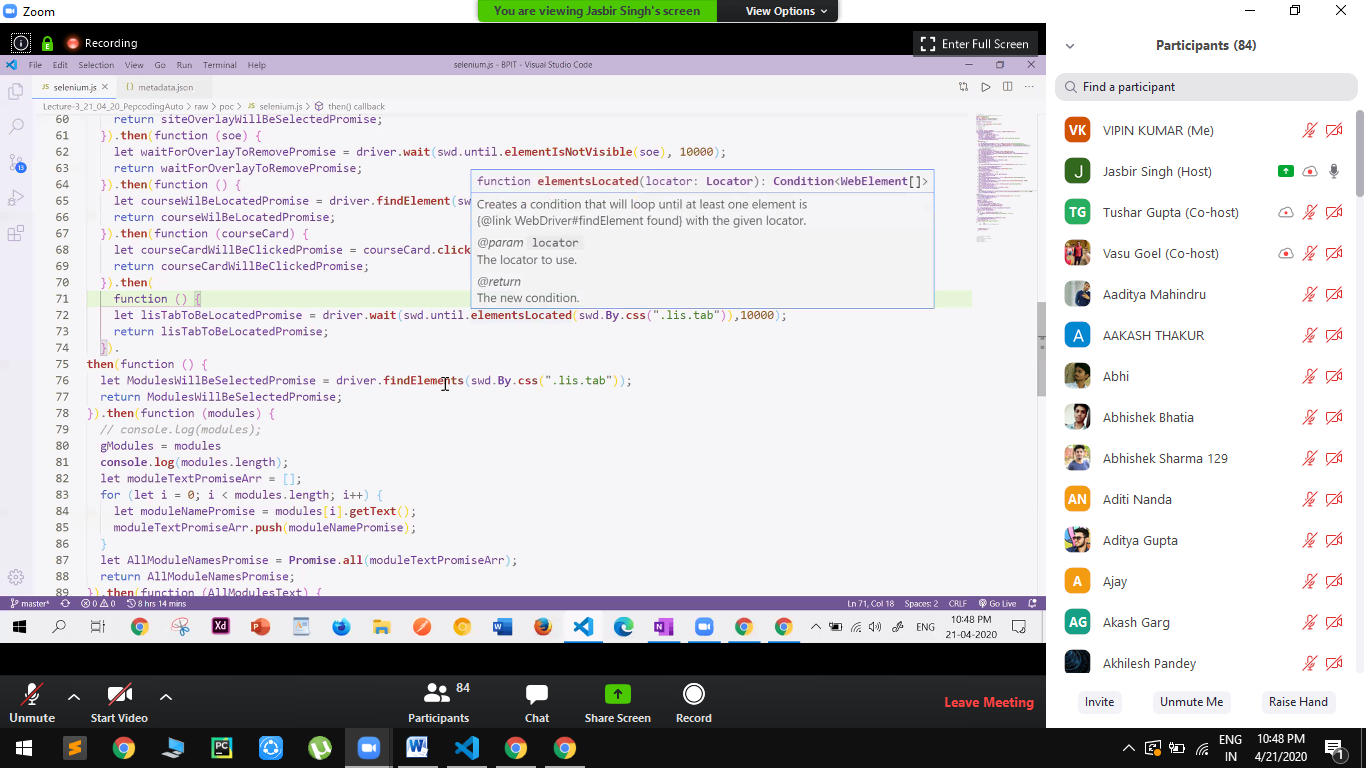 Zoom
You are viewing Jasbir Singh's screen
View Options
Recording
Enter Full Screen
File Edit Selection View Go Run Terminal Help
selenium.js - BPIT - Visual Studio Code
JS selenium.js
{} metadata.json
Lecture-3_21_04_20_PepcodingAuto > raw > poc > JS selenium.js > then() callback
60 return siteOverlayWillBeSelectedPromise;
61 }).then(function (soe) {
62 let waitForOverlayToRemovePromise = driver.wait(swd.until.elementIsNotVisible(soe), 10000);
63 return waitForOverlayToRemovePromise;
64 }).then(function () {
65 let courseWilBeLocatedPromise = driver.findElement(sw
66 return courseWilBeLocatedPromise;
67 }).then(function (courseCard) {
68 let courseCardWillBeClickedPromise = courseCard.click
69 return courseCardWillBeClickedPromise;
70 }).then(
71 function () {
72 let lisTabToBeLocatedPromise = driver.wait(swd.until.elementsLocated(swd.By.css(".lis.tab")),10000);
73 return lisTabToBeLocatedPromise;
74 }).
75 then(function () {
76 let ModulesWillBeSelectedPromise = driver.findElements(swd.By.css(".lis.tab"));
77 return ModulesWillBeSelectedPromise;
78 }).then(function (modules) {
79 // console.log(modules);
80 gModules = modules
81 console.log(modules.length);
82 let moduleTextPromiseArr = [];
83 for (let i = 0; i < modules.length; i++) {
84 let moduleNamePromise = modules[i].getText();
85 moduleTextPromiseArr.push(moduleNamePromise);
86 }
87 let AllModuleNamesPromise = Promise.all(moduleTextPromiseArr);
88 return AllModuleNamesPromise;
89 }).then(function (AllModulesText) {
function elementsLocated(locator: Locator): Condition<WebElement[]>
Creates a condition that will loop until at least one element is
{@link WebDriver#findElement found} with the given locator.
@param locator
The locator to use.
@return
The new condition.
master* 0 0 8 hrs 14 mins
Ln 71, Col 18 Spaces: 2 CRLF JavaScript Go Live
ENG
10:48 PM
21-04-2020
Unmute
Start Video
84
Participants
Chat
Share Screen
Record
Leave Meeting
Participants (84)
Find a participant
VK VIPIN KUMAR (Me)
J Jasbir Singh (Host)
TG Tushar Gupta (Co-host)
Vasu Goel (Co-host)
Aaditya Mahindru
A AAKASH THAKUR
Abhi
Abhishek Bhatia
Abhishek Sharma 129
AN Aditi Nanda
Aditya Gupta
A Ajay
AG Akash Garg
Akhilesh Pandey
Invite
Unmute Me
Raise Hand
ENG
IN
10:48 PM
4/21/2020
1